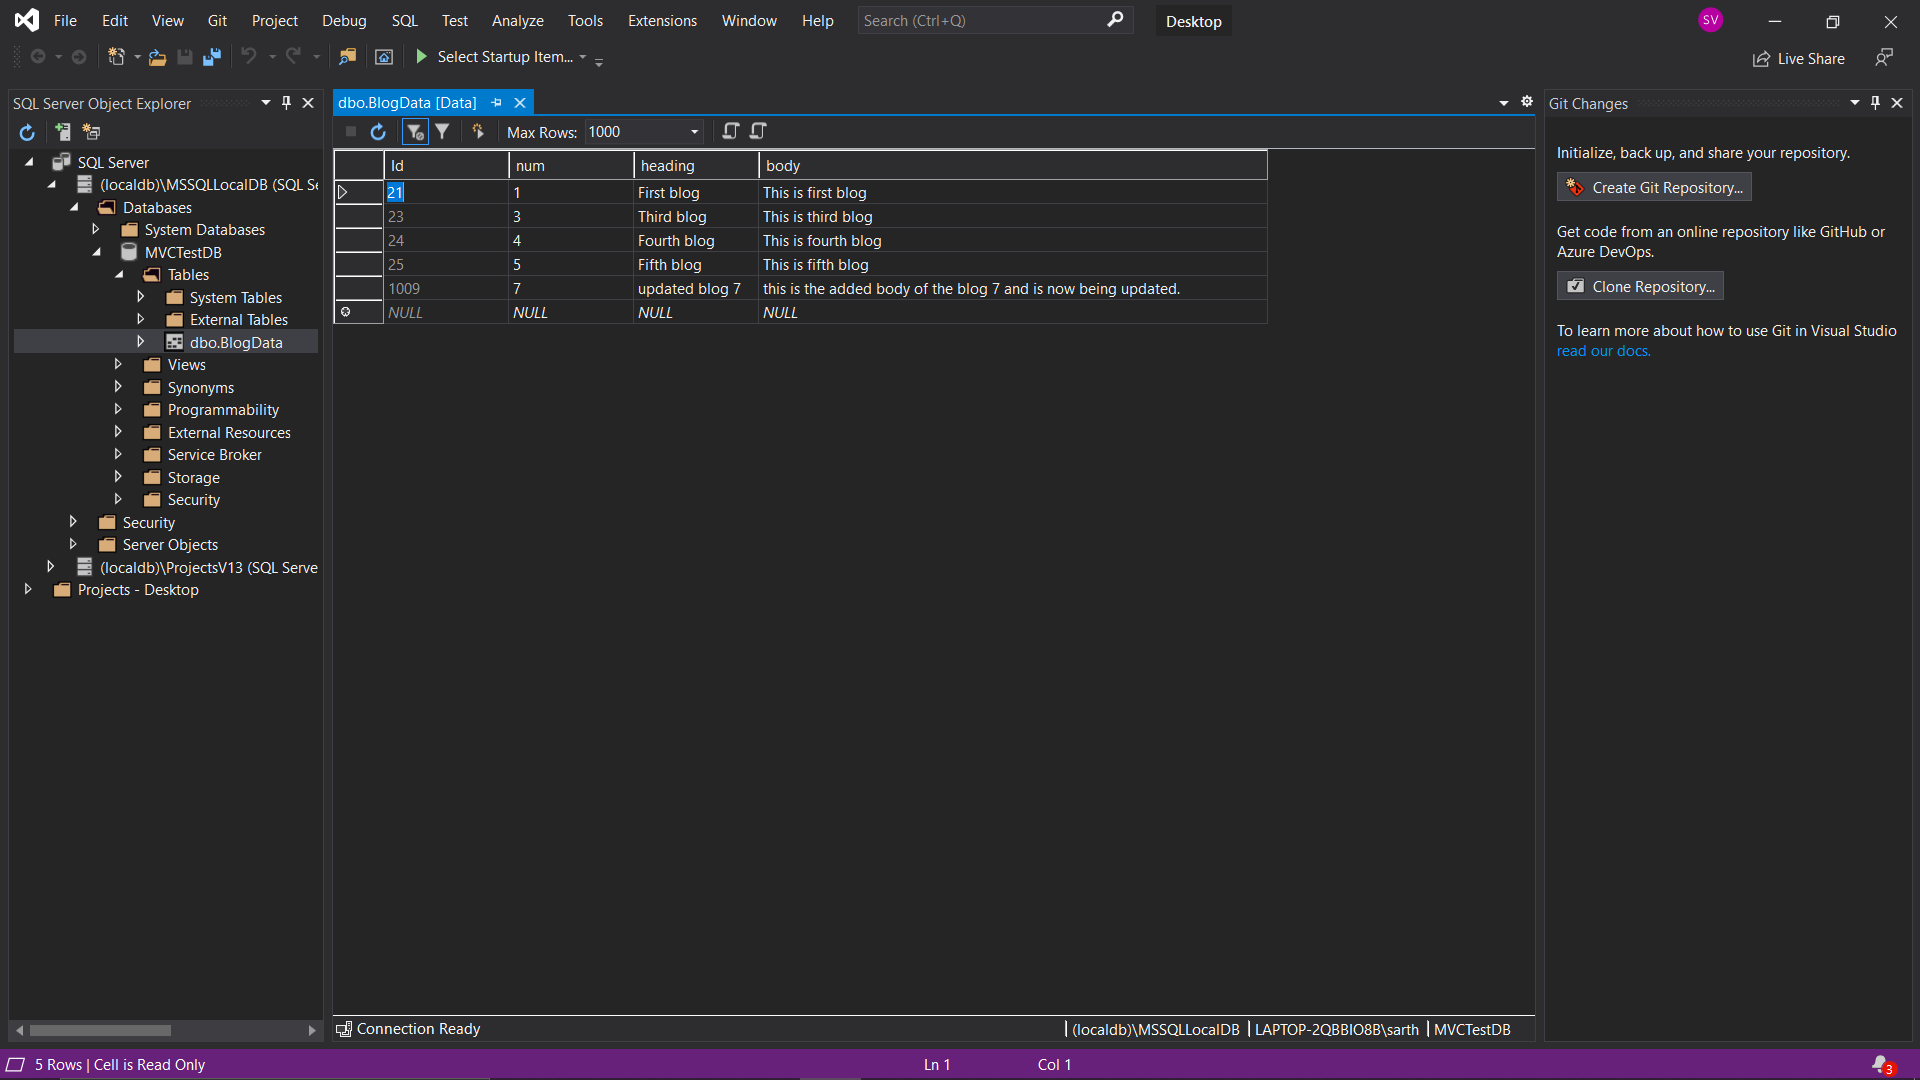 File Edit View Git Project Debug SQL Test Analyze Tools Extensions Window Help Search (Ctrl+Q) Desktop SV
Select Startup Item... Live Share
SQL Server Object Explorer
SQL Server
(localdb)\MSSQLLocalDB (SQL Se
Databases
System Databases
MVCTestDB
Tables
System Tables
External Tables
dbo.BlogData
Views
Synonyms
Programmability
External Resources
Service Broker
Storage
Security
Security
Server Objects
(localdb)\ProjectsV13 (SQL Serve
Projects - Desktop
dbo.BlogData [Data]
Max Rows: 1000
Id num heading body
21 1 First blog This is first blog
23 3 Third blog This is third blog
24 4 Fourth blog This is fourth blog
25 5 Fifth blog This is fifth blog
1009 7 updated blog 7 this is the added body of the blog 7 and is now being updated.
NULL NULL NULL NULL
Connection Ready (localdb)\MSSQLLocalDB LAPTOP-2QBBIO8B\sarth MVCTestDB
Git Changes
Initialize, back up, and share your repository.
Create Git Repository...
Get code from an online repository like GitHub or
Azure DevOps.
Clone Repository...
To learn more about how to use Git in Visual Studio
read our docs.
5 Rows | Cell is Read Only Ln 1 Col 1 3